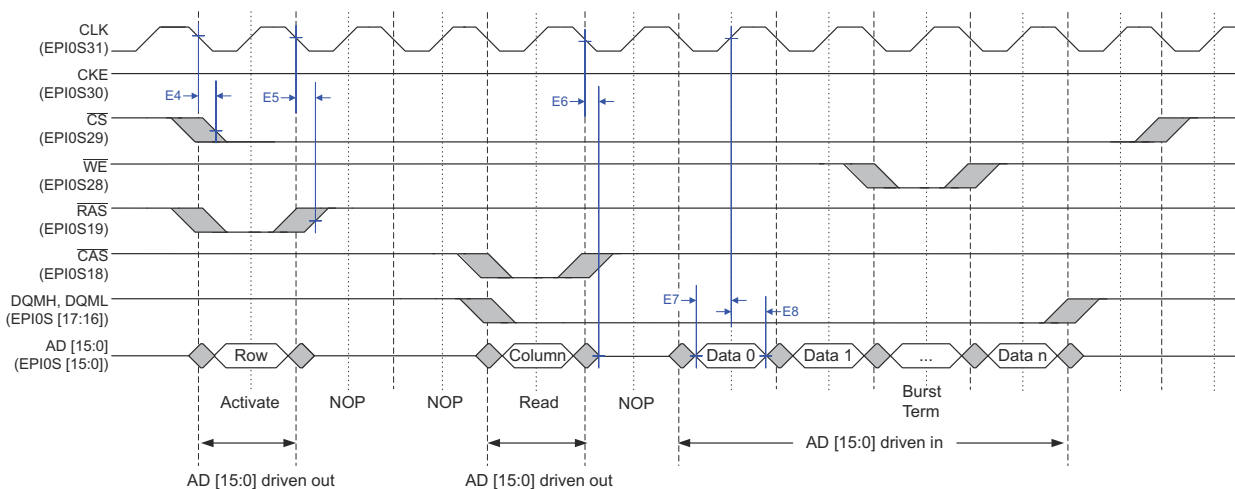 CLK
(EPI0S31)
CKE
(EPI0S30)
E4
E5
E6
CS
(EPI0S29)
WE
(EPI0S28)
RAS
(EPI0S19)
CAS
(EPI0S18)
DQMH, DQML
(EPI0S [17:16])
E7
E8
AD [15:0]
(EPI0S [15:0])
Row
Column
Data 0
Data 1
...
Data n
Activate
NOP
NOP
Read
NOP
Burst
Term
AD [15:0] driven in
AD [15:0] driven out
AD [15:0] driven out